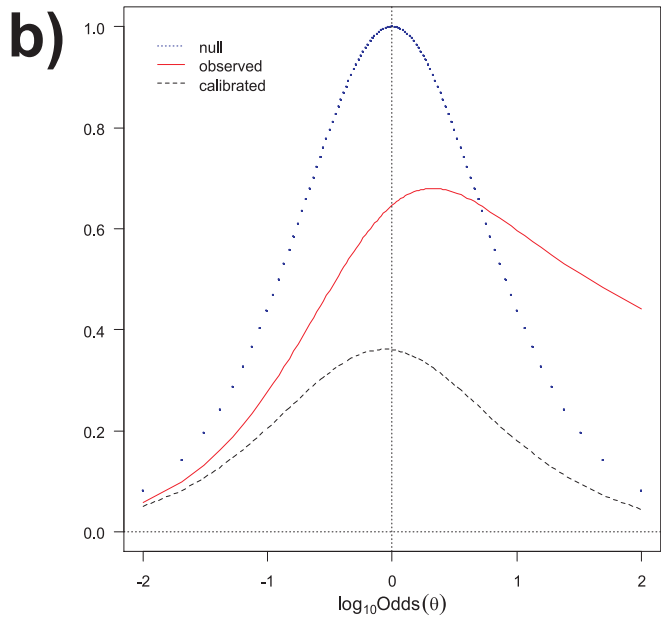 b)
null
observed
calibrated
1.0
0.8
0.6
0.4
0.2
0.0
-2 -1 0 1 2
log₁₀Odds(θ)